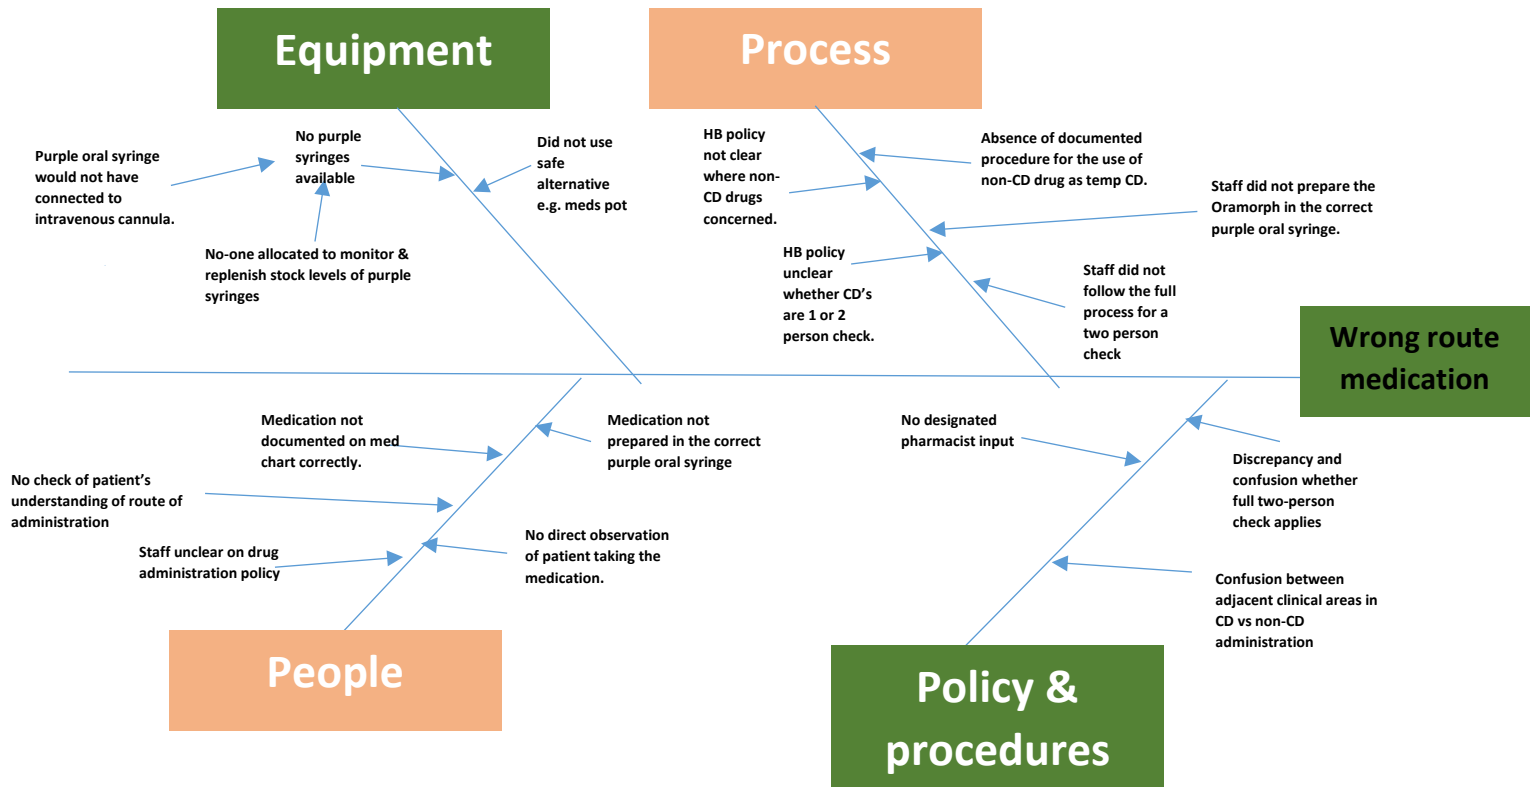 Equipment
Process
Purple oral syringe
would not have
connected to
intravenous cannula.
No purple
syringes
available
Did not use
safe
alternative
e.g. meds pot
No-one allocated to monitor &
replenish stock levels of purple
syringes
HB policy
not clear
where non-
CD drugs
concerned.
Absence of documented
procedure for the use of
non-CD drug as temp CD.
Staff did not prepare the
Oramorph in the correct
purple oral syringe.
HB policy
unclear
whether CD’s
are 1 or 2
person check.
Staff did not
follow the full
process for a
two person
check
Wrong route
medication
Medication not
documented on med
chart correctly.
Medication not
prepared in the correct
purple oral syringe
No check of patient’s
understanding of route of
administration
Staff unclear on drug
administration policy
No direct observation
of patient taking the
medication.
No designated
pharmacist input
Discrepancy and
confusion whether
full two-person
check applies
Confusion between
adjacent clinical areas in
CD vs non-CD
administration
People
Policy &
procedures